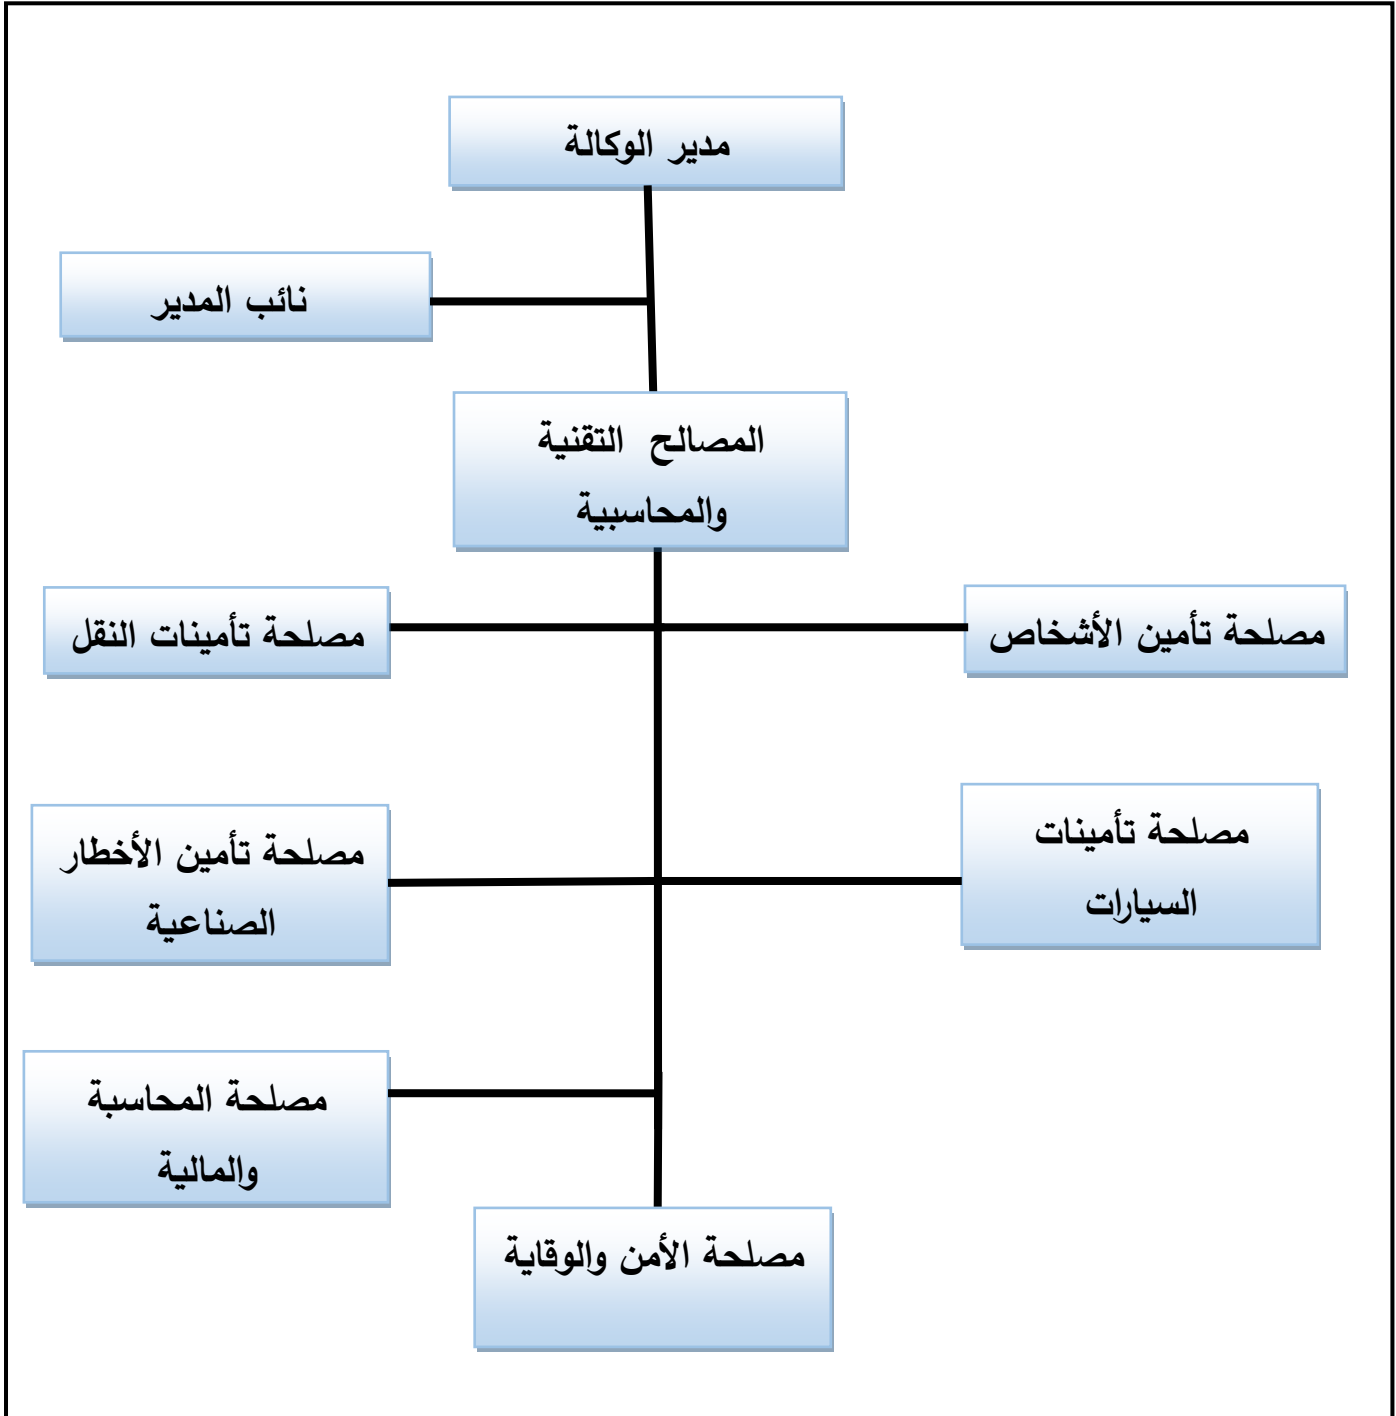 مدير الوكالة
نائب المدير
المصالح التقنية
والمحاسبية
مصلحة تأمين الأشخاص
مصلحة تأمينات النقل
مصلحة تأمينات
السيارات
مصلحة تأمين الأخطار
الصناعية
مصلحة المحاسبة
والمالية
مصلحة الأمن والوقاية